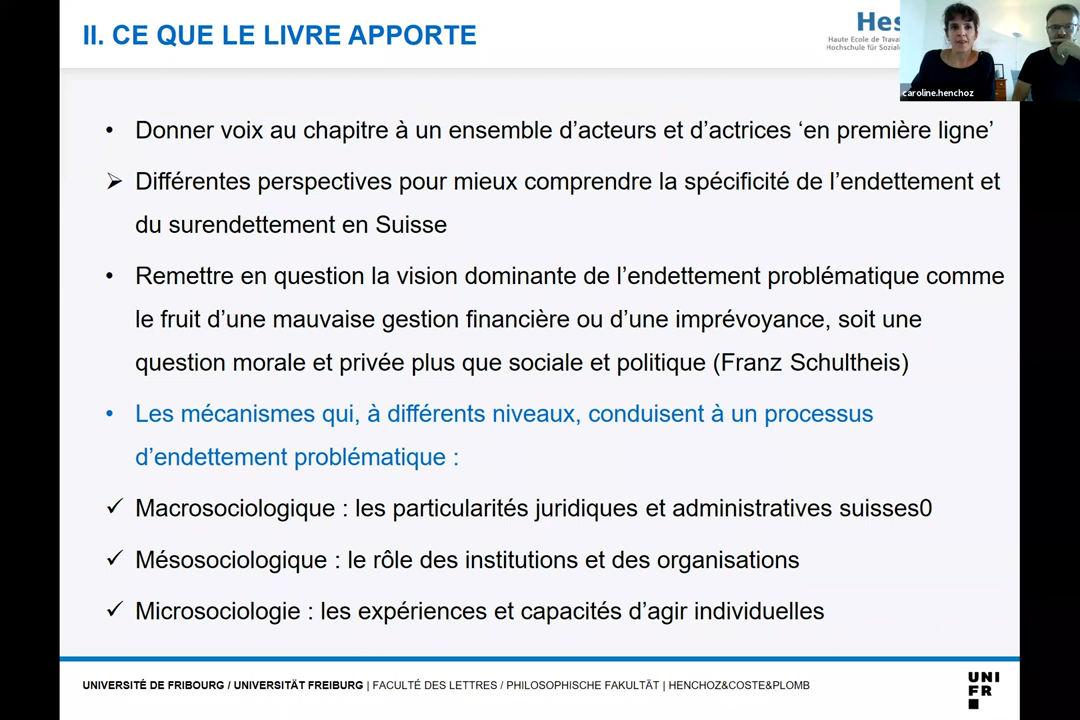 II. CE QUE LE LIVRE APPORTE
Hes
Haute Ecole de Trava
Hochschule für Sozial
caroline.henchoz
• Donner voix au chapitre à un ensemble d’acteurs et d’actrices ‘en première ligne’
➢ Différentes perspectives pour mieux comprendre la spécificité de l’endettement et
du surendettement en Suisse
• Remettre en question la vision dominante de l’endettement problématique comme
le fruit d’une mauvaise gestion financière ou d’une imprévoyance, soit une
question morale et privée plus que sociale et politique (Franz Schultheis)
• Les mécanismes qui, à différents niveaux, conduisent à un processus
d’endettement problématique :
✓ Macrosociologique : les particularités juridiques et administratives suisses0
✓ Mésosociologique : le rôle des institutions et des organisations
✓ Microsociologie : les expériences et capacités d’agir individuelles
UNIVERSITÉ DE FRIBOURG / UNIVERSITÄT FREIBURG | FACULTÉ DES LETTRES / PHILOSOPHISCHE FAKULTÄT | HENCHOZ&COSTE&PLOMB
UNI
FR